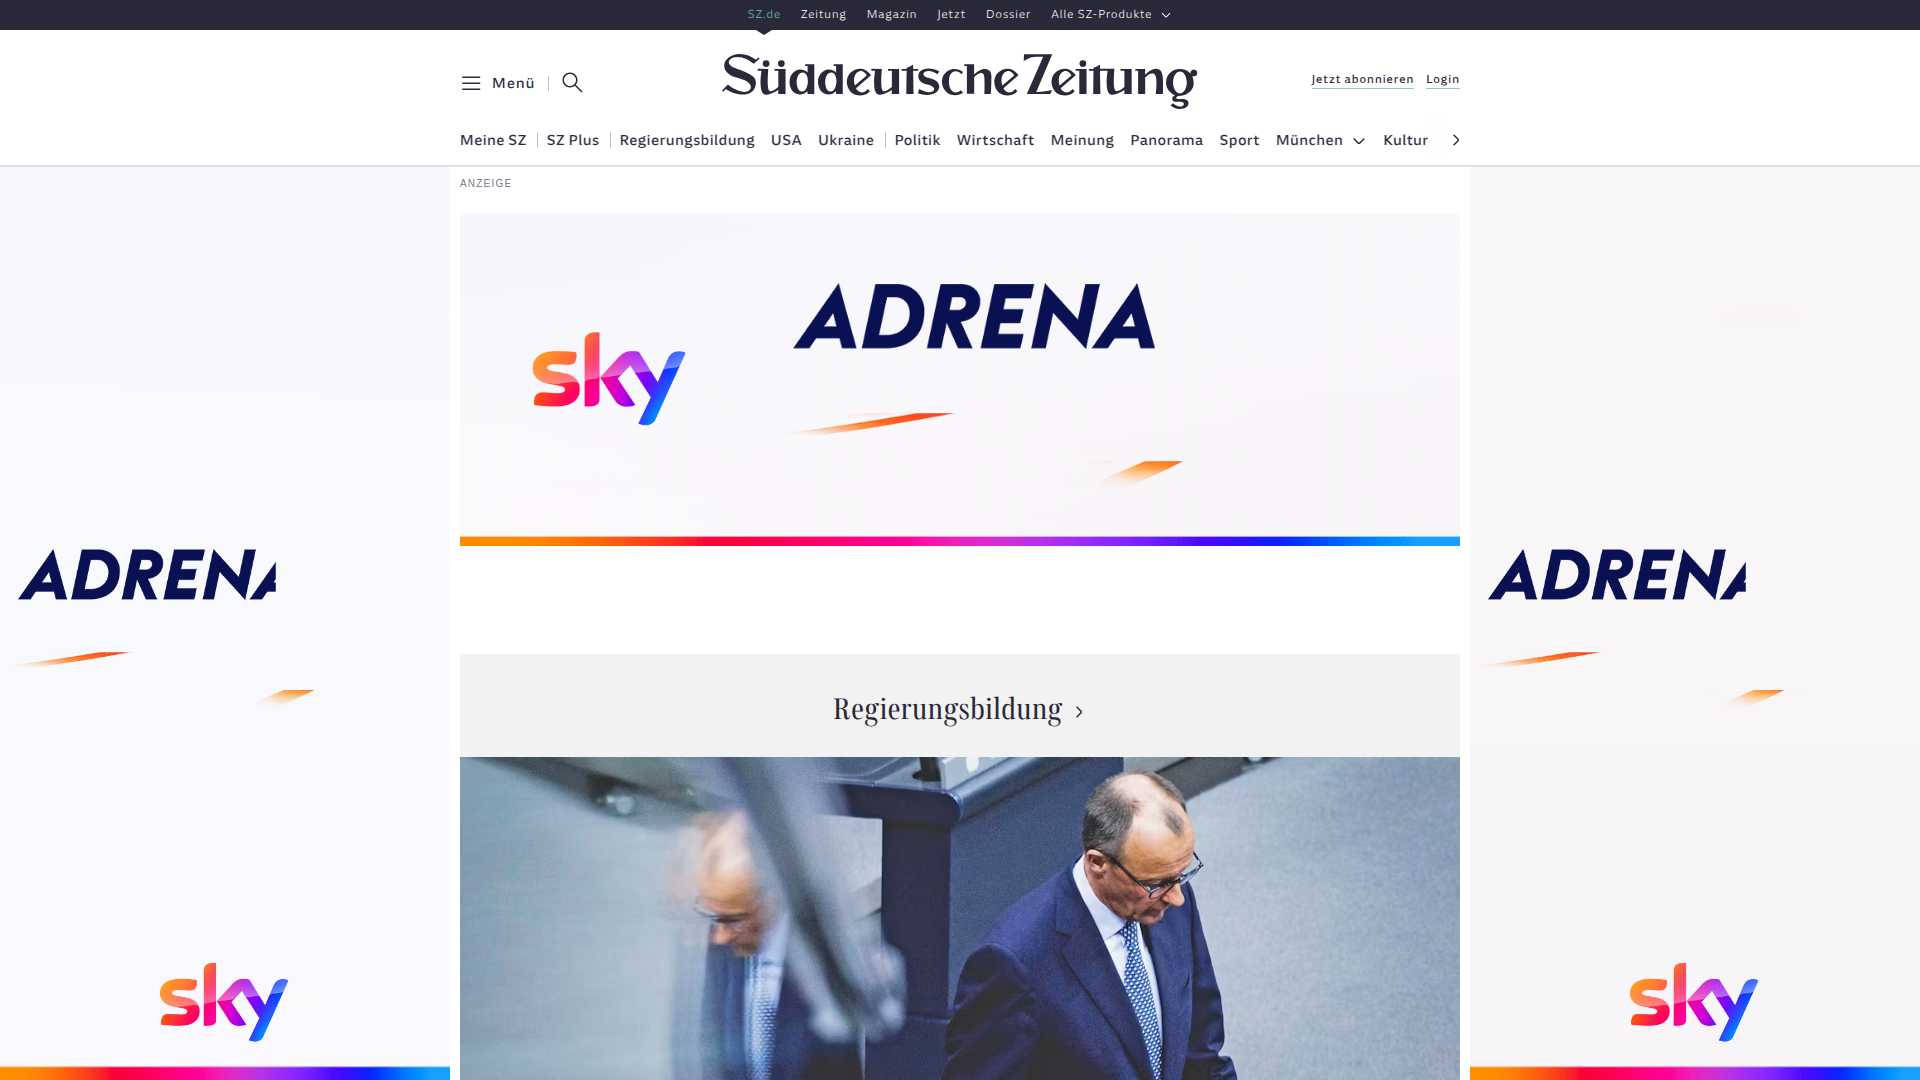 SZ.de Zeitung Magazin Jetzt Dossier Alle SZ-Produkte
Menü
Süddeutsche Zeitung
Jetzt abonnieren Login
Meine SZ SZ Plus Regierungsbildung USA Ukraine Politik Wirtschaft Meinung Panorama Sport München Kultur
ANZEIGE
ADRENA
sky
ADRENA
ADRENA
Regierungsbildung
sky
sky